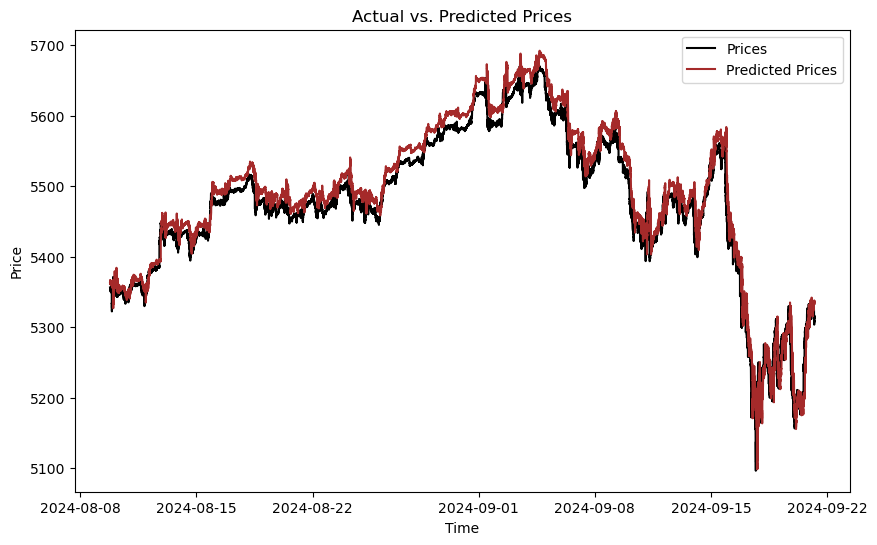 Actual vs. Predicted Prices
Prices
Predicted Prices
5700
5600
5500
5400
5300
5200
5100
Price
2024-08-08
2024-08-15
2024-08-22
2024-09-01
2024-09-08
2024-09-15
2024-09-22
Time